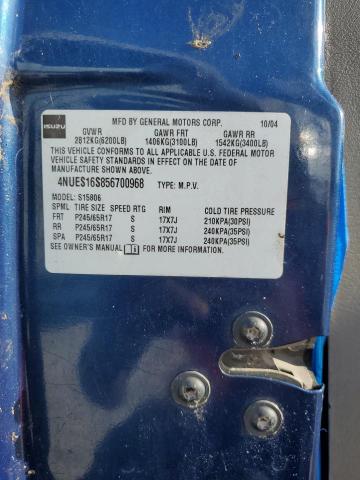 ISUZU
MFD BY GENERAL MOTORS CORP. 10/04
GVWR GAWR FRT GAWR RR
2812KG(6200LB) 1406KG(3100LB) 1542KG(3400LB)
THIS VEHICLE CONFORMS TO ALL APPLICABLE U.S. FEDERAL MOTOR
VEHICLE SAFETY STANDARDS IN EFFECT ON THE DATE OF
MANUFACTURE SHOWN ABOVE.
4NUES16S856700968 TYPE: M.P.V.
MODEL: S15806
SPML TIRE SIZE SPEED RTG RIM COLD TIRE PRESSURE
FRT P245/65R17 S 17X7J 210KPA(30PSI)
RR P245/65R17 S 17X7J 240KPA(35PSI)
SPA P245/65R17 S 17X7J 240KPA(35PSI)
SEE OWNER'S MANUAL FOR MORE INFORMATION.